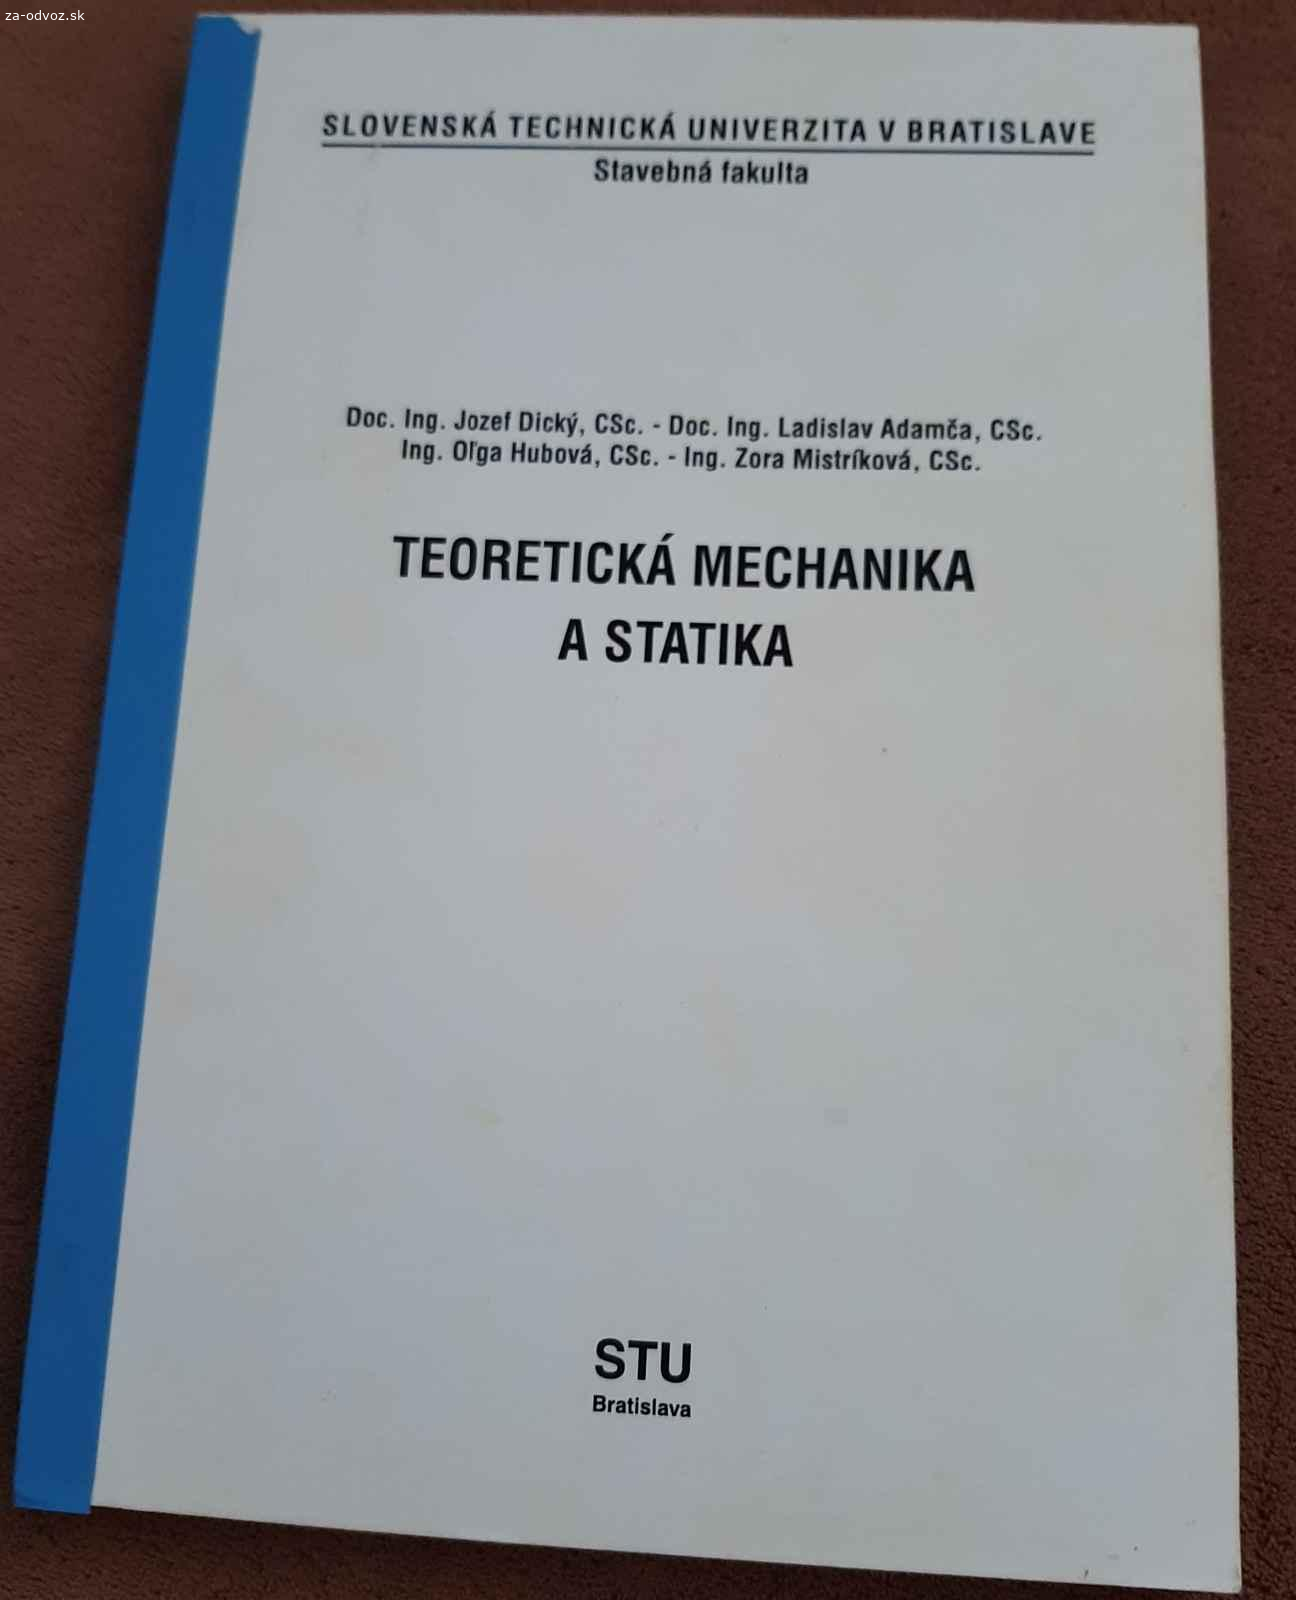 za-odvoz.sk
SLOVENSKÁ TECHNICKÁ UNIVERZITA V BRATISLAVE
Stavebná fakulta
Doc. Ing. Jozef Dický, CSc. - Doc. Ing. Ladislav Adamča, CSc.
Ing. Oľga Hubová, CSc. - Ing. Zora Mistríková, CSc.
TEORETICKÁ MECHANIKA
A STATIKA
STU
Bratislava